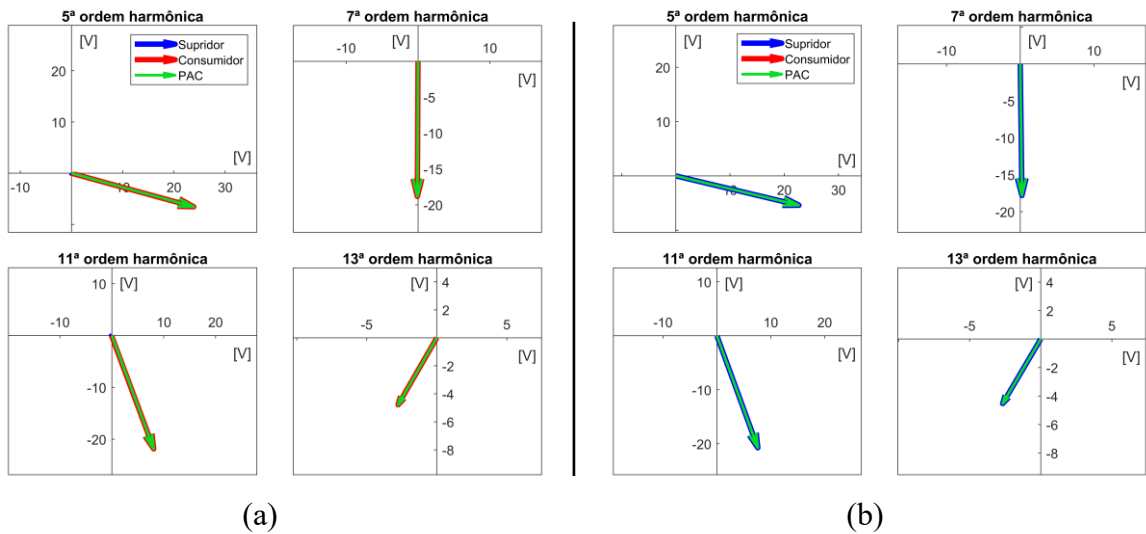 5ª ordem harmônica
[V]
20
10
Supridor
Consumidor
PAC
[V]
-10
10
20
30
7ª ordem harmônica
[V]
-10
10
[V]
-5
-10
-15
-20
11ª ordem harmônica
10
[V]
-10
10
20
[V]
-10
-20
13ª ordem harmônica
[V]
4
2
-5
5
[V]
-2
-4
-6
-8
(a)
5ª ordem harmônica
[V]
20
10
Supridor
Consumidor
PAC
[V]
10
20
30
7ª ordem harmônica
[V]
-10
10
[V]
-5
-10
-15
-20
11ª ordem harmônica
10
[V]
-10
10
20
[V]
-10
-20
13ª ordem harmônica
[V]
4
2
-5
5
[V]
-2
-4
-6
-8
(b)